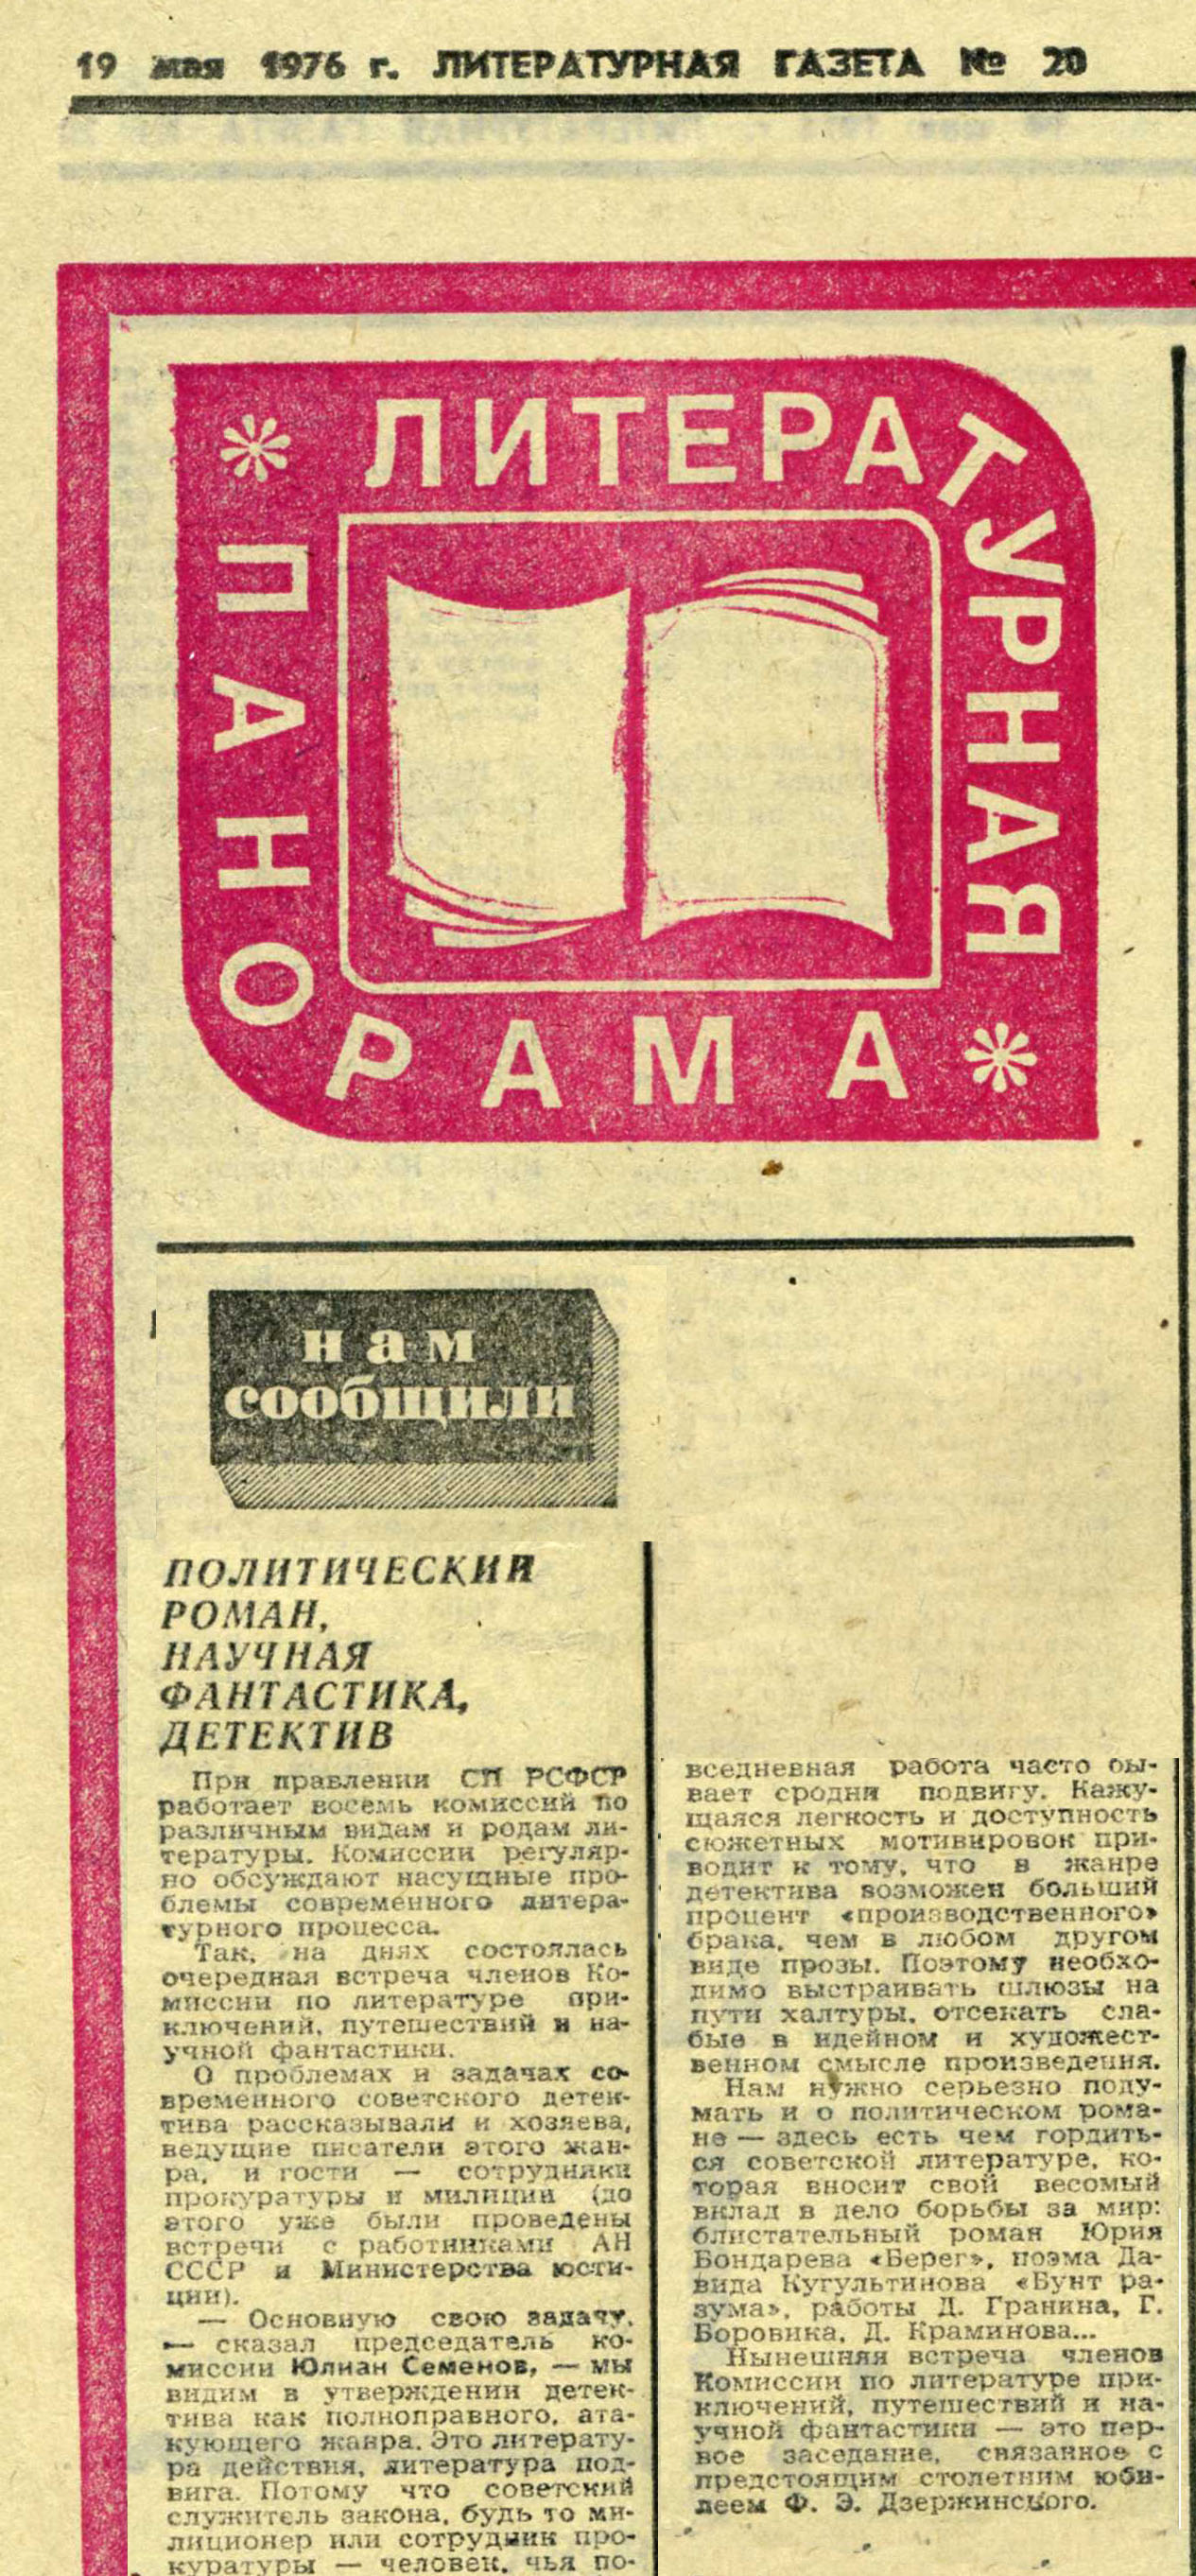 19 мая 1976 г. ЛИТЕРАТУРНАЯ ГАЗЕТА № 20
ЛИТЕРАТУРНАЯ
ПАНОРАМА
нам
сообщили
ПОЛИТИЧЕСКИЙ
РОМАН,
НАУЧНАЯ
ФАНТАСТИКА,
ДЕТЕКТИВ
При правлении СП РСФСР
работает восемь комиссий по
различным видам и родам ли-
тературы. Комиссии регуляр-
но обсуждают насущные про-
блемы современного литера-
турного процесса.
Так, на днях состоялась
очередная встреча членов Ко-
миссии по литературе при-
ключений, путешествий и на-
учной фантастики.
О проблемах и задачах со-
временного советского детек-
тива рассказывали и хозяева,
ведущие писатели этого жан-
ра, и гости — сотрудники
прокуратуры и милиции (до
этого уже были проведены
встречи с работниками АН
СССР и Министерства юсти-
ции).
— Основную свою задачу,
— сказал председатель ко-
миссии Юлиан Семенов, — мы
видим в утверждении детек-
тива как полноправного, ата-
кующего жанра. Это литерату-
ра действия, литература под-
вига. Потому что советский
служитель закона, будь то ми-
лиционер или сотрудник про-
куратуры — человек, чья по-
вседневная работа часто бы-
вает сродни подвигу. Кажу-
щаяся легкость и доступность
сюжетных мотивировок при-
водит к тому, что в жанре
детектива возможен больший
процент «производственного»
брака, чем в любом другом
виде прозы. Поэтому необхо-
димо выстраивать шлюзы на
пути халтуры, отсекать сла-
бые в идейном и художест-
венном смысле произведения.
Нам нужно серьезно поду-
мать и о политическом рома-
не — здесь есть чем гордить-
ся советской литературе, ко-
торая вносит свой весомый
вклад в дело борьбы за мир:
блистательный роман Юрия
Бондарева «Берег», поэма Да-
вида Кугультинова «Бунт ра-
зума», работы Д. Гранина, Г.
Боровика, Д. Краминова...
Нынешняя встреча членов
Комиссии по литературе при-
ключений, путешествий и на-
учной фантастики — это пер-
вое заседание, связанное с
предстоящим столетним юби-
леем Ф. Э. Дзержинского.